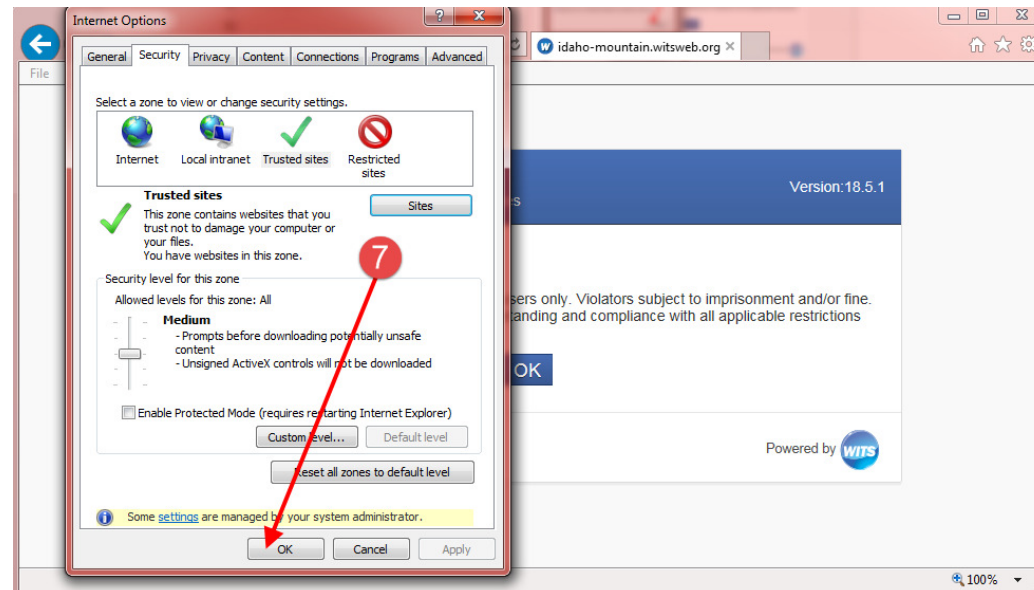 Internet Options
? X
idaho-mountain.witsweb.org ×
File
General Security Privacy Content Connections Programs Advanced
Select a zone to view or change security settings.
Internet Local intranet Trusted sites Restricted sites
Trusted sites
Sites
This zone contains websites that you
trust not to damage your computer or
your files.
You have websites in this zone.
7
Security level for this zone
Allowed levels for this zone: All
Medium
- Prompts before downloading potentially unsafe
content
- Unsigned ActiveX controls will not be downloaded
Enable Protected Mode (requires restarting Internet Explorer)
Custom level... Default level
Reset all zones to default level
Some settings are managed by your system administrator.
OK Cancel Apply
Version:18.5.1
s
sers only. Violators subject to imprisonment and/or fine.
tanding and compliance with all applicable restrictions
OK
Powered by WITS
100%